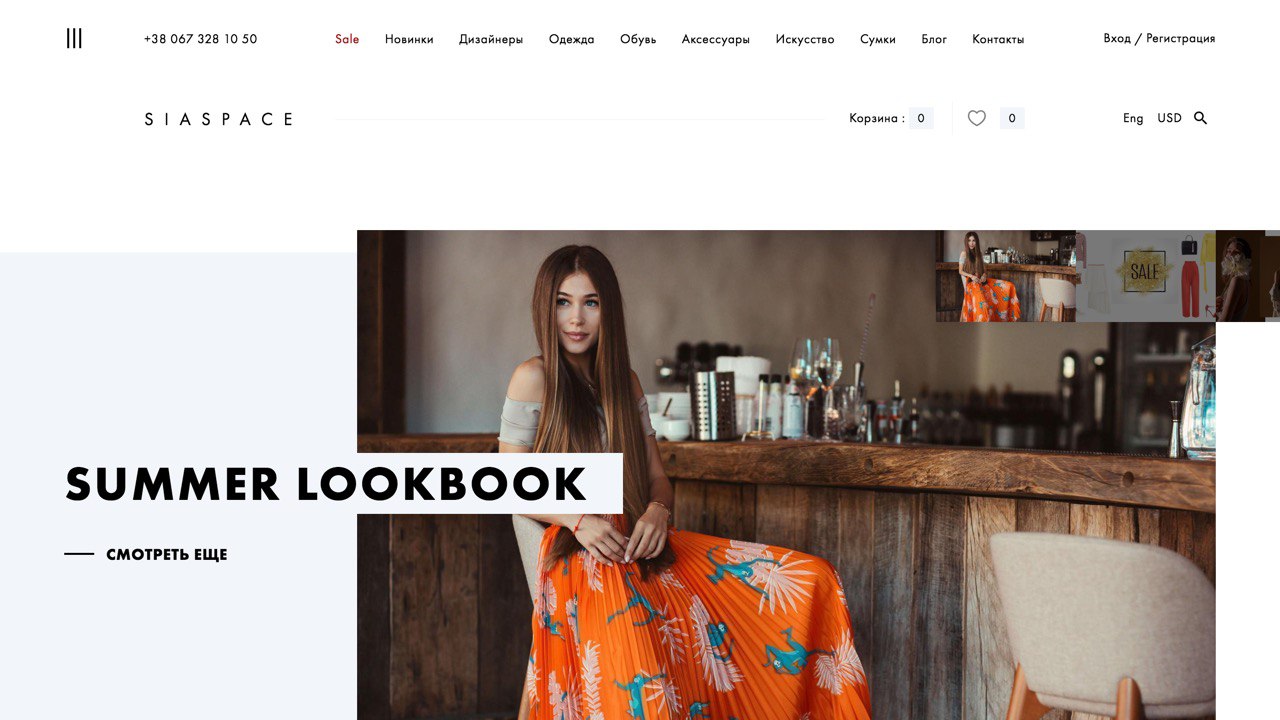 +38 067 328 10 50 Sale Новинки Дизайнеры Одежда Обувь Аксессуары Искусство Сумки Блог Контакты Вход / Регистрация
SIASPACE Корзина : 0 0 Eng USD
SALE
SUMMER LOOKBOOK
СМОТРЕТЬ ЕЩЕ